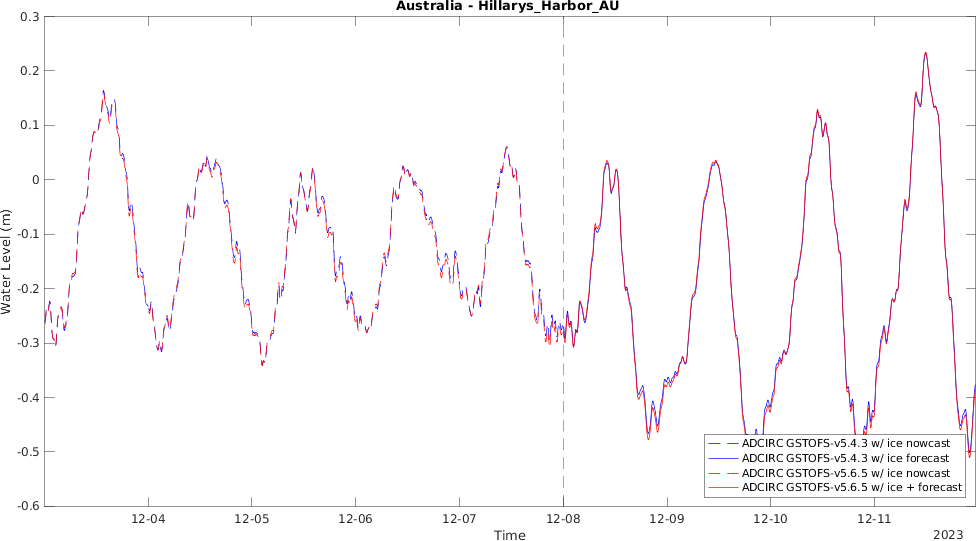 Australia - Hillarys_Harbor_AU
0.3
0.2
0.1
0
-0.1
-0.2
-0.3
-0.4
-0.5
-0.6
Water Level (m)
ADCIRC GSTOFS-v5.4.3 w/ ice nowcast
ADCIRC GSTOFS-v5.4.3 w/ ice forecast
ADCIRC GSTOFS-v5.6.5 w/ ice nowcast
ADCIRC GSTOFS-v5.6.5 w/ ice + forecast
12-04 12-05 12-06 12-07 12-08 12-09 12-10 12-11
Time
2023